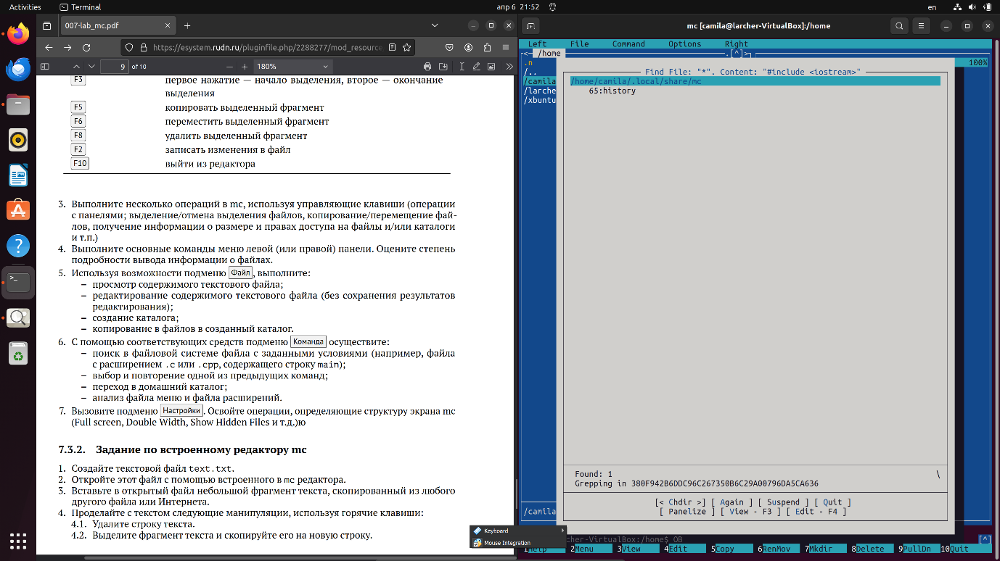 Activities
Terminal
апр 6 21:52
en
007-lab_mc.pdf
https://esystem.rudn.ru/pluginfile.php/2288277/mod_resource
9 of 10
180%
F3 первое нажатие — начало выделения, второе — окончание
выделения
F5 копировать выделенный фрагмент
F6 переместить выделенный фрагмент
F8 удалить выделенный фрагмент
F2 записать изменения в файл
F10 выйти из редактора
3. Выполните несколько операций в mc, используя управляющие клавиши (операции
с панелями; выделение/отмена выделения файлов, копирование/перемещение фай-
лов, получение информации о размере и правах доступа на файлы и/или каталоги
и т.п.)
4. Выполните основные команды меню левой (или правой) панели. Оцените степень
подробности вывода информации о файлах.
5. Используя возможности подменю Файл, выполните:
– просмотр содержимого текстового файла;
– редактирование содержимого текстового файла (без сохранения результатов
редактирования);
– создание каталога;
– копирование в файлов в созданный каталог.
6. С помощью соответствующих средств подменю Команда осуществите:
– поиск в файловой системе файла с заданными условиями (например, файла
с расширением .c или .cpp, содержащего строку main);
– выбор и повторение одной из предыдущих команд;
– переход в домашний каталог;
– анализ файла меню и файла расширений.
7. Вызовите подменю Настройки. Освойте операции, определяющие структуру экрана mc
(Full screen, Double Width, Show Hidden Files и т.д.)ю
7.3.2. Задание по встроенному редактору mc
1. Создайте текстовой файл text.txt.
2. Откройте этот файл с помощью встроенного в mc редактора.
3. Вставьте в открытый файл небольшой фрагмент текста, скопированный из любого
другого файла или Интернета.
4. Проделайте с текстом следующие манипуляции, используя горячие клавиши:
4.1. Удалите строку текста.
4.2. Выделите фрагмент текста и скопируйте его на новую строку.
Keyboard
Mouse Integration
mc [camila@larcher-VirtualBox]:/home
Left File Command Options Right
<— /home .[^]>
.n
/..
/camila
/larche
/xbuntu
100%
Find File: "*". Content: "#include <iostream>"
/home/camila/.local/share/mc
65:history
Found: 1 \
Grepping in 380F942B6DDC96C267350B6C29A00796DA5CA636
[< Chdir >] [ Again ] [ Suspend ] [ Quit ]
[ Panelize ] [ View - F3 ] [ Edit - F4 ]
/camila
cher-VirtualBox:/home$ OB [^]
1Help 2Menu 3View 4Edit 5Copy 6RenMov 7Mkdir 8Delete 9PullDn 10Quit